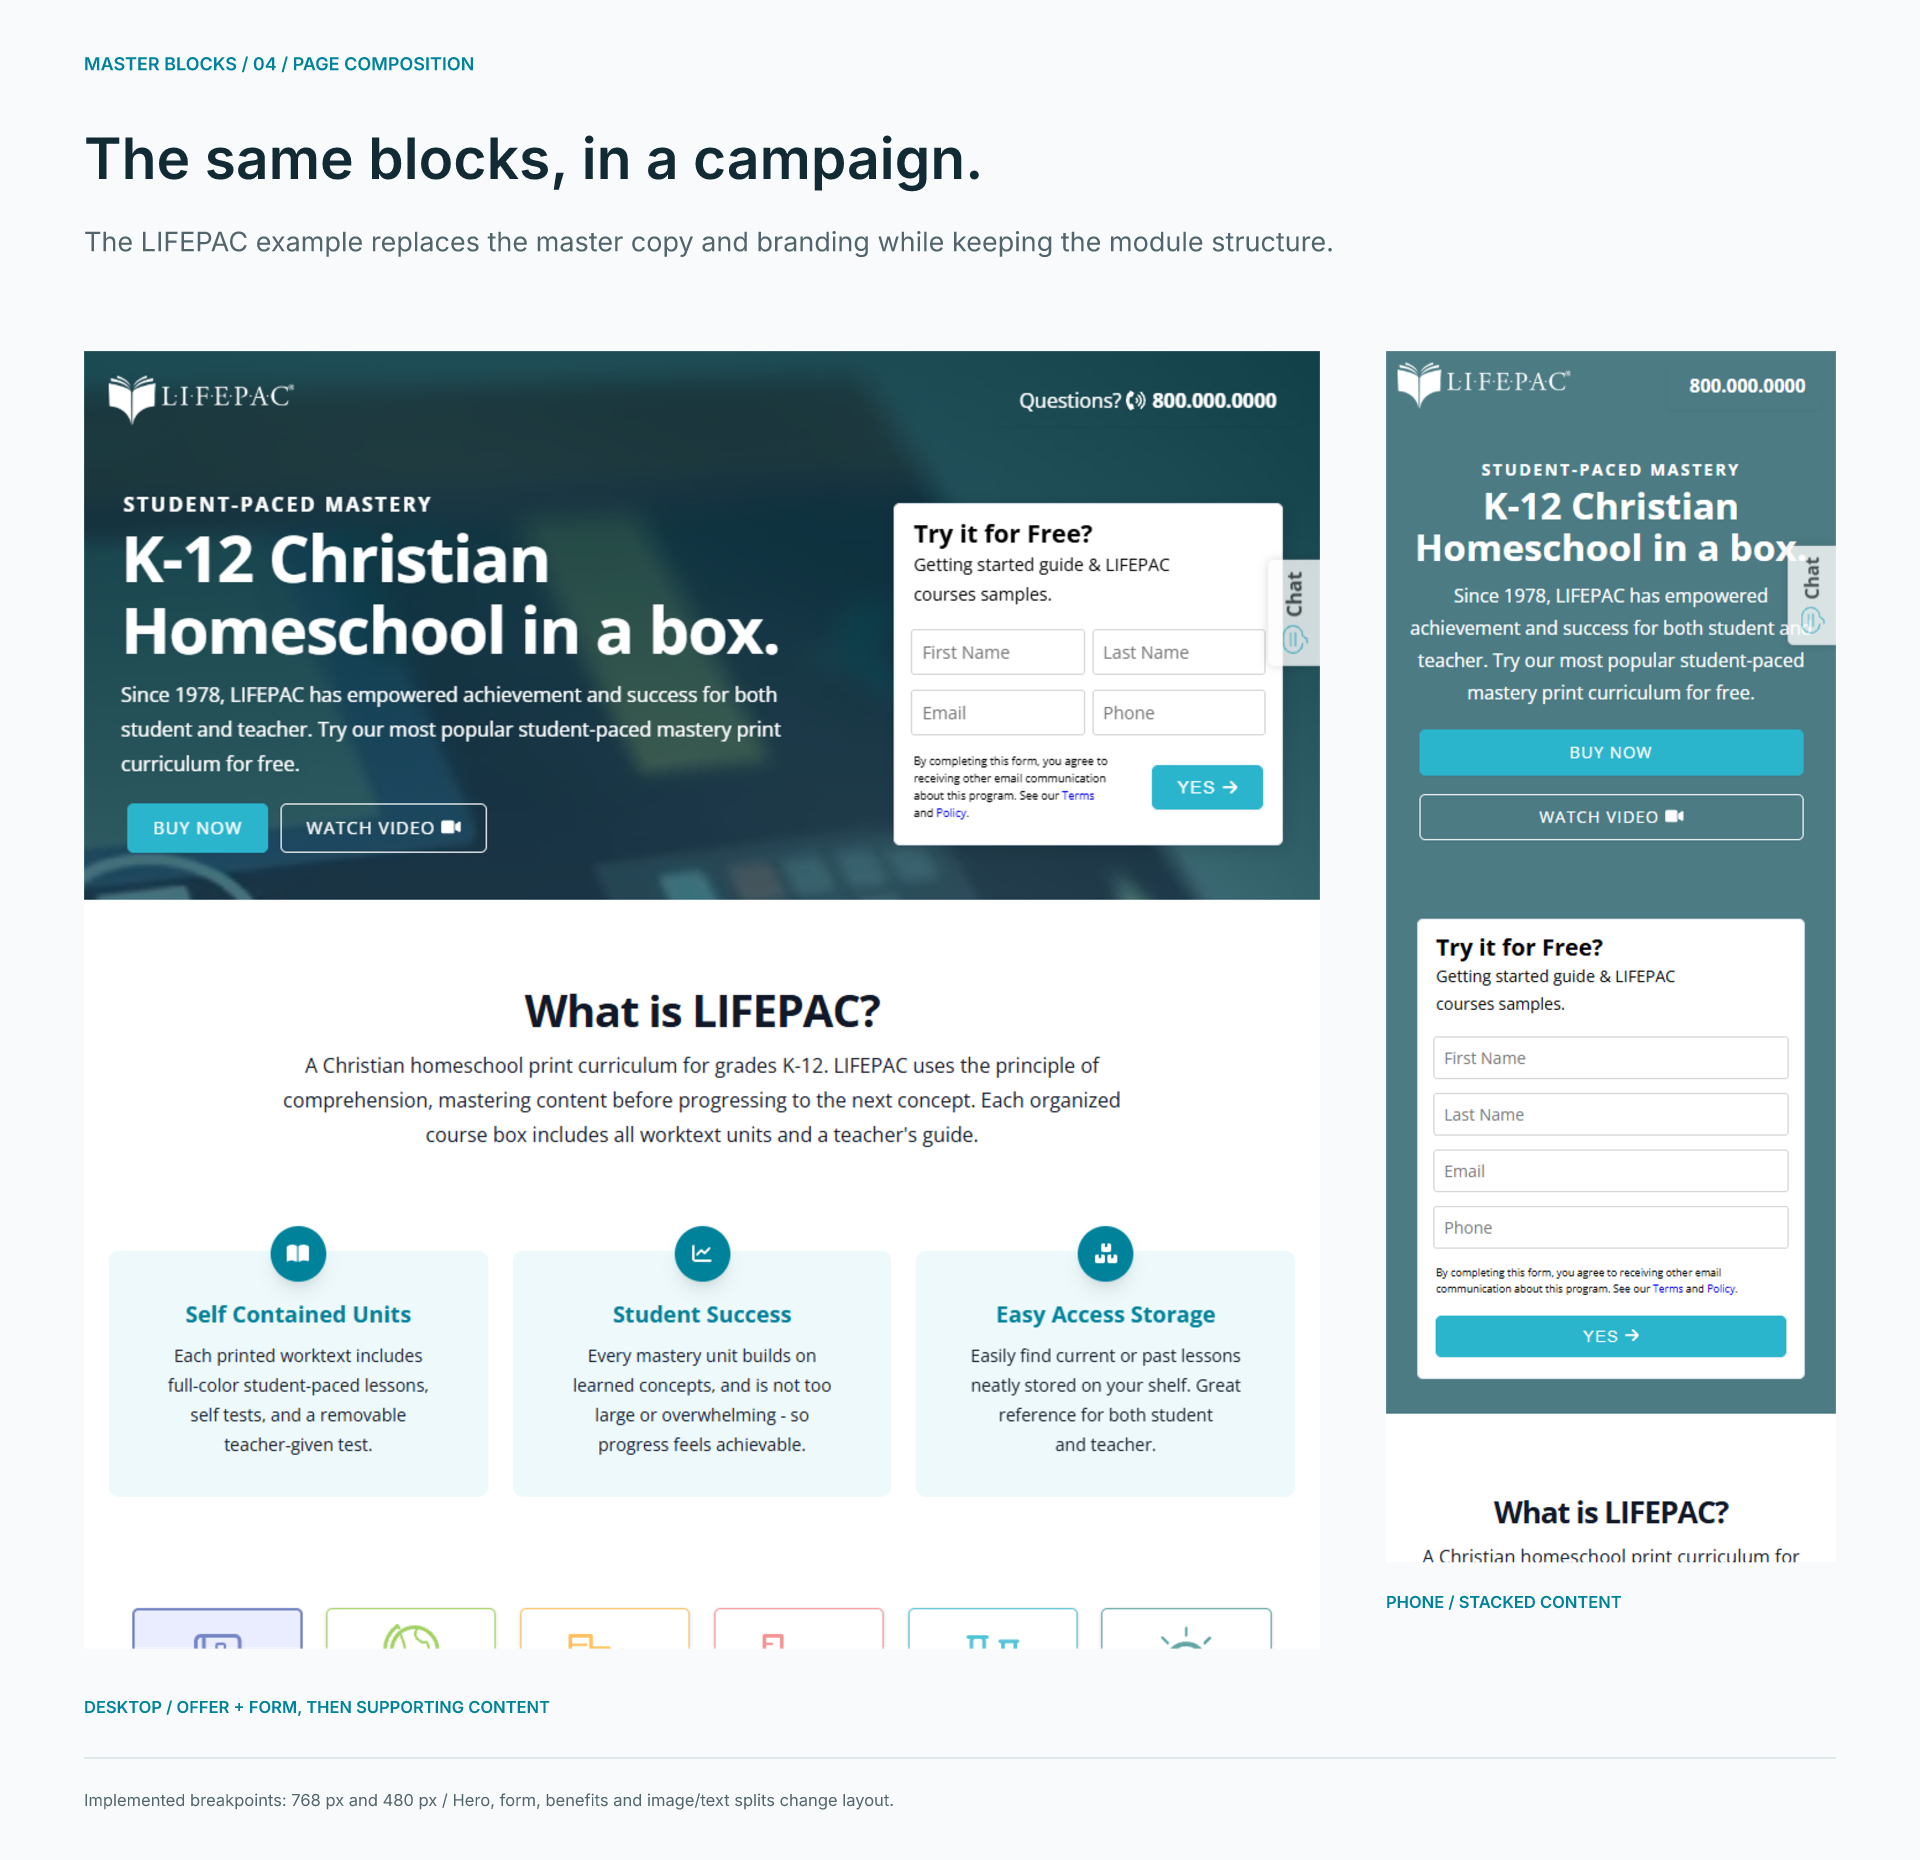 MASTER BLOCKS / 04 / PAGE COMPOSITION
The same blocks, in a campaign.
The LIFEPAC example replaces the master copy and branding while keeping the module structure.
L·I·F·E·P·A·C®
Questions? 800.000.0000
STUDENT-PACED MASTERY
K-12 Christian
Homeschool in a box.
Since 1978, LIFEPAC has empowered achievement and success for both
student and teacher. Try our most popular student-paced mastery print
curriculum for free.
BUY NOW
WATCH VIDEO
Try it for Free?
Getting started guide & LIFEPAC
courses samples.
First Name
Last Name
Email
Phone
By completing this form, you agree to
receiving other email communication
about this program. See our Terms
and Policy.
YES →
Chat
What is LIFEPAC?
A Christian homeschool print curriculum for grades K-12. LIFEPAC uses the principle of
comprehension, mastering content before progressing to the next concept. Each organized
course box includes all worktext units and a teacher's guide.
Self Contained Units
Each printed worktext includes
full-color student-paced lessons,
self tests, and a removable
teacher-given test.
Student Success
Every mastery unit builds on
learned concepts, and is not too
large or overwhelming - so
progress feels achievable.
Easy Access Storage
Easily find current or past lessons
neatly stored on your shelf. Great
reference for both student
and teacher.
DESKTOP / OFFER + FORM, THEN SUPPORTING CONTENT
L·I·F·E·P·A·C®
800.000.0000
STUDENT-PACED MASTERY
K-12 Christian
Homeschool in a box.
Since 1978, LIFEPAC has empowered
achievement and success for both student and
teacher. Try our most popular student-paced
mastery print curriculum for free.
Chat
BUY NOW
WATCH VIDEO
Try it for Free?
Getting started guide & LIFEPAC
courses samples.
First Name
Last Name
Email
Phone
By completing this form, you agree to receiving other email
communication about this program. See our Terms and Policy.
YES →
What is LIFEPAC?
A Christian homeschool print curriculum for
PHONE / STACKED CONTENT
Implemented breakpoints: 768 px and 480 px / Hero, form, benefits and image/text splits change layout.